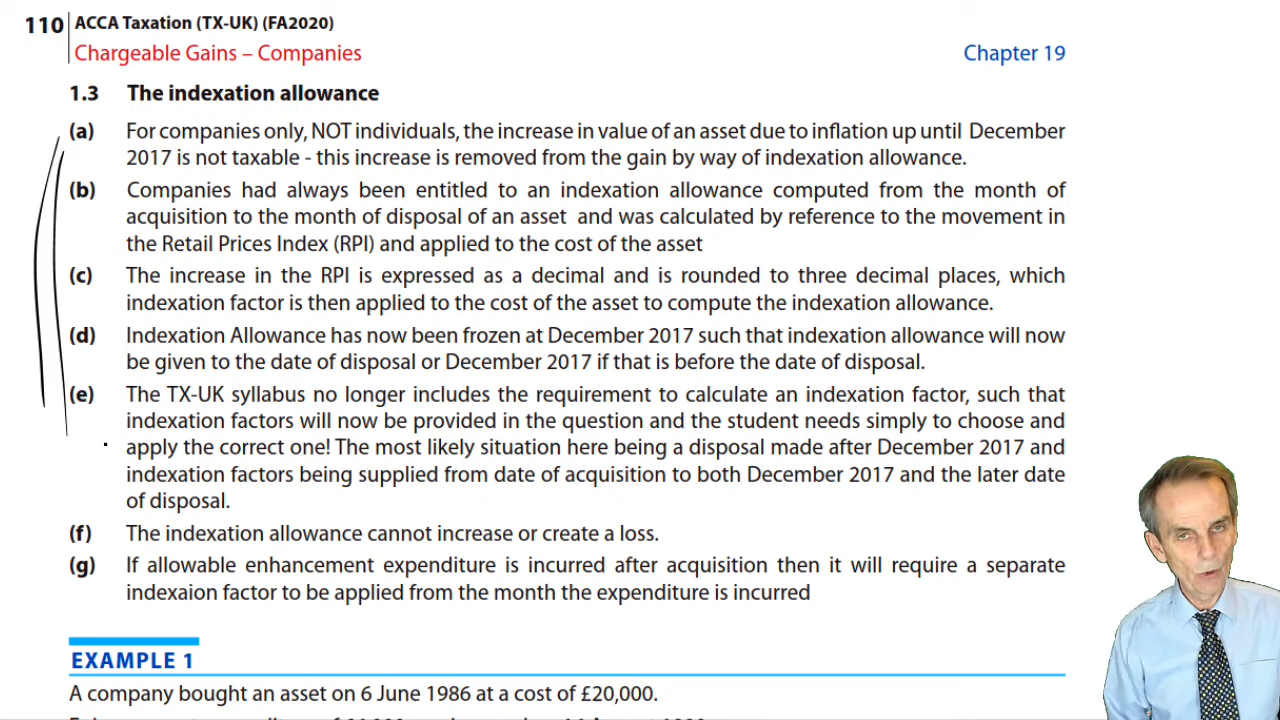 110 ACCA Taxation (TX-UK) (FA2020)
Chargeable Gains – Companies Chapter 19
1.3 The indexation allowance
(a) For companies only, NOT individuals, the increase in value of an asset due to inflation up until December
2017 is not taxable - this increase is removed from the gain by way of indexation allowance.
(b) Companies had always been entitled to an indexation allowance computed from the month of
acquisition to the month of disposal of an asset and was calculated by reference to the movement in
the Retail Prices Index (RPI) and applied to the cost of the asset
(c) The increase in the RPI is expressed as a decimal and is rounded to three decimal places, which
indexation factor is then applied to the cost of the asset to compute the indexation allowance.
(d) Indexation Allowance has now been frozen at December 2017 such that indexation allowance will now
be given to the date of disposal or December 2017 if that is before the date of disposal.
(e) The TX-UK syllabus no longer includes the requirement to calculate an indexation factor, such that
indexation factors will now be provided in the question and the student needs simply to choose and
apply the correct one! The most likely situation here being a disposal made after December 2017 and
indexation factors being supplied from date of acquisition to both December 2017 and the later date
of disposal.
(f) The indexation allowance cannot increase or create a loss.
(g) If allowable enhancement expenditure is incurred after acquisition then it will require a separate
indexaion factor to be applied from the month the expenditure is incurred
EXAMPLE 1
A company bought an asset on 6 June 1986 at a cost of £20,000.